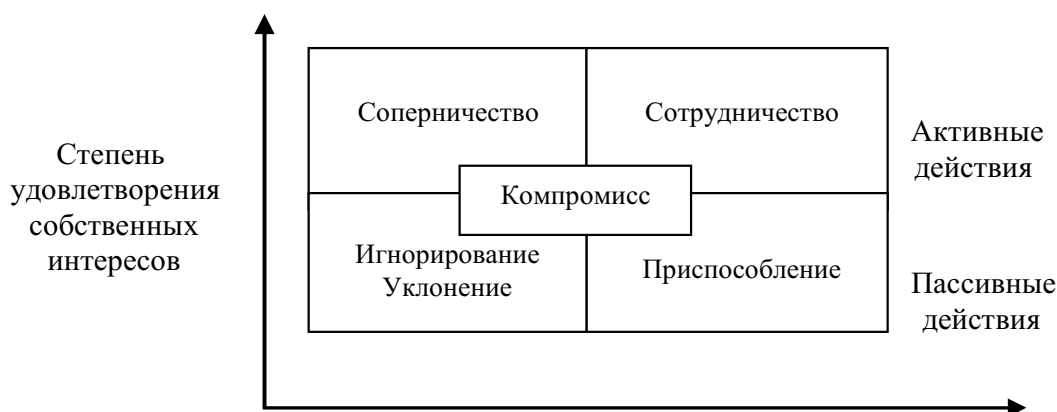 Степень
удовлетворения
собственных
интересов
Соперничество
Сотрудничество
Компромисс
Игнорирование
Уклонение
Приспособление
Активные
действия
Пассивные
действия